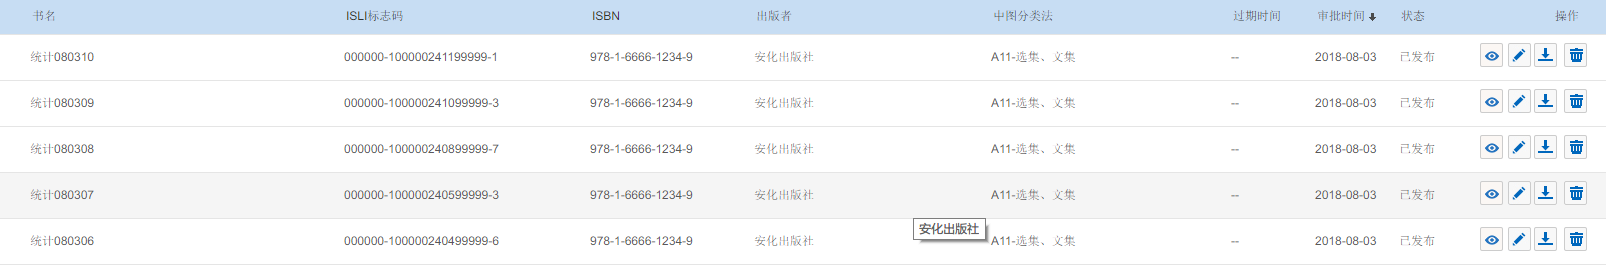 书名 ISLI标志码 ISBN 出版者 中图分类法 过期时间 审批时间 状态 操作
统计080310 000000-100000241199999-1 978-1-6666-1234-9 安化出版社 A11-选集、文集 -- 2018-08-03 已发布
统计080309 000000-100000241099999-3 978-1-6666-1234-9 安化出版社 A11-选集、文集 -- 2018-08-03 已发布
统计080308 000000-100000240899999-7 978-1-6666-1234-9 安化出版社 A11-选集、文集 -- 2018-08-03 已发布
统计080307 000000-100000240599999-3 978-1-6666-1234-9 安化出版社 A11-选集、文集 -- 2018-08-03 已发布
安化出版社
统计080306 000000-100000240499999-6 978-1-6666-1234-9 安化出版社 A11-选集、文集 -- 2018-08-03 已发布